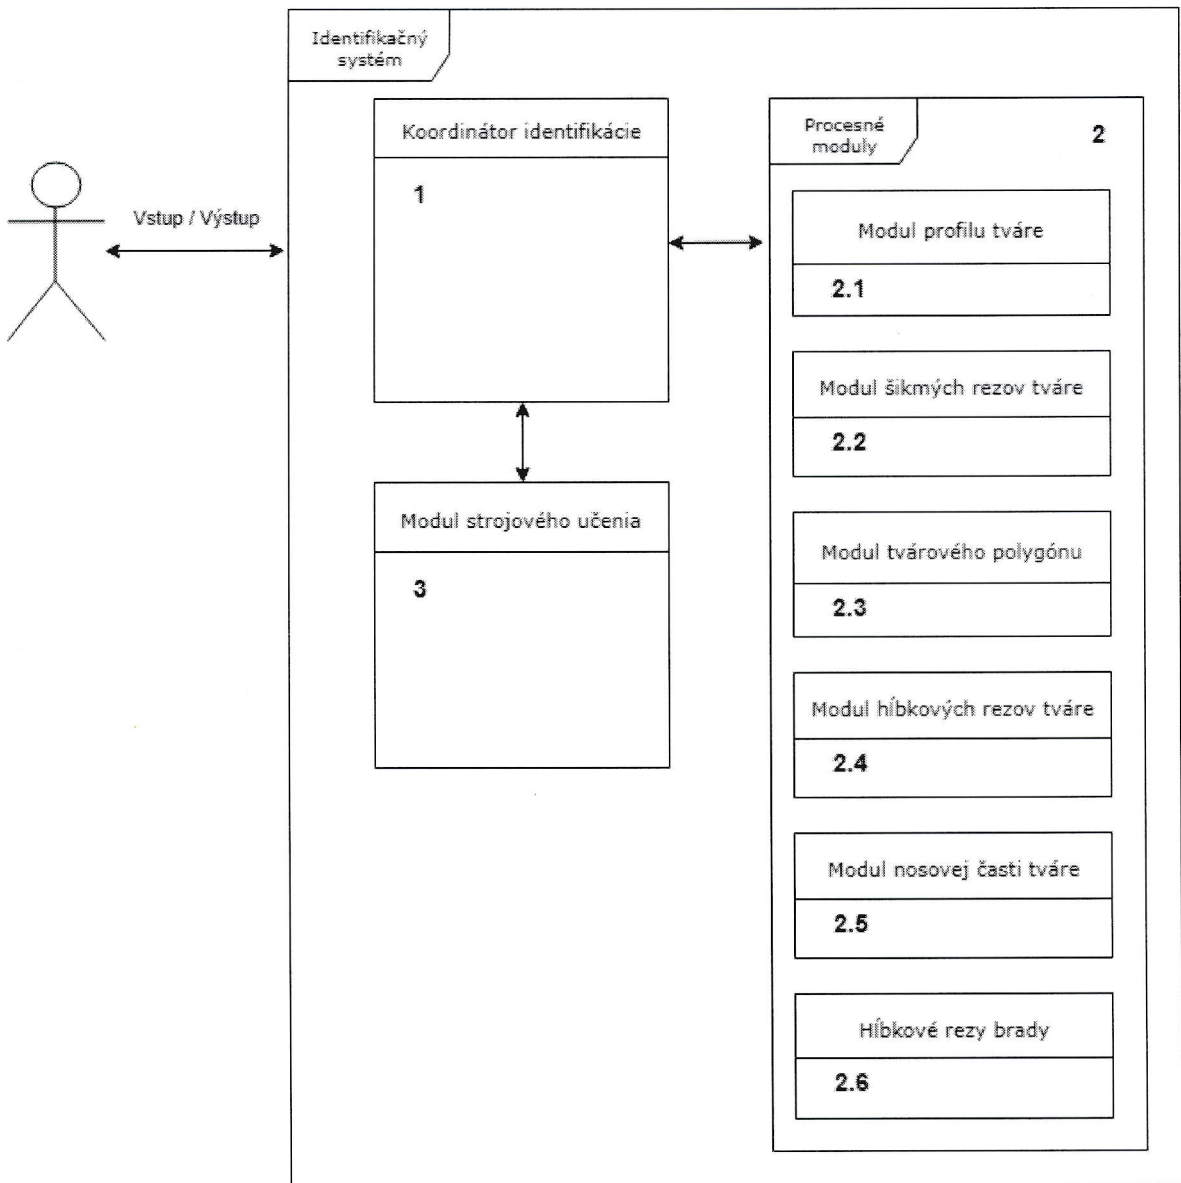 Identifikačný
systém
Koordinátor identifikácie
1
Procesné
moduly
2
Vstup / Výstup
Modul profilu tváre
2.1
Modul šikmých rezov tváre
2.2
Modul strojového učenia
3
Modul tvárového polygónu
2.3
Modul hĺbkových rezov tváre
2.4
Modul nosovej časti tváre
2.5
Hĺbkové rezy brady
2.6